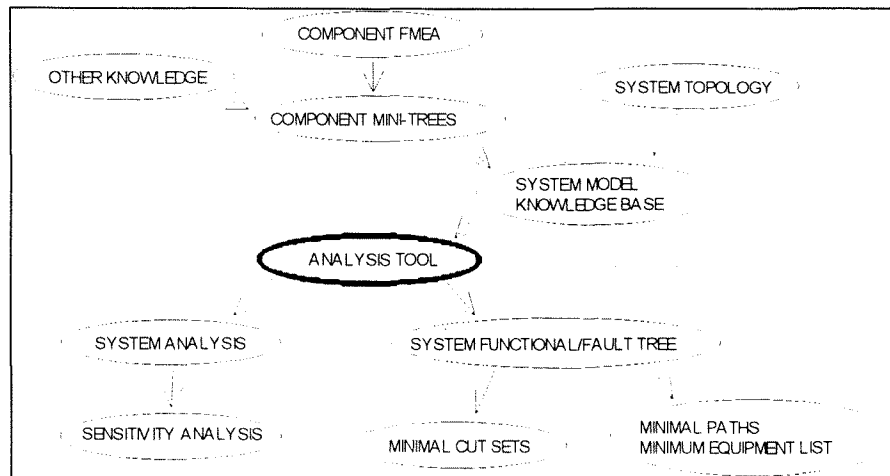 COMPONENT FMEA
OTHER KNOWLEDGE
SYSTEM TOPOLOGY
COMPONENT MINI-TREES
SYSTEM MODEL
KNOWLEDGE BASE
ANALYSIS TOOL
SYSTEM ANALYSIS
SYSTEM FUNCTIONAL/FAULT TREE
SENSITIVITY ANALYSIS
MINIMAL CUT SETS
MINIMAL PATHS
MINIMUM EQUIPMENT LIST